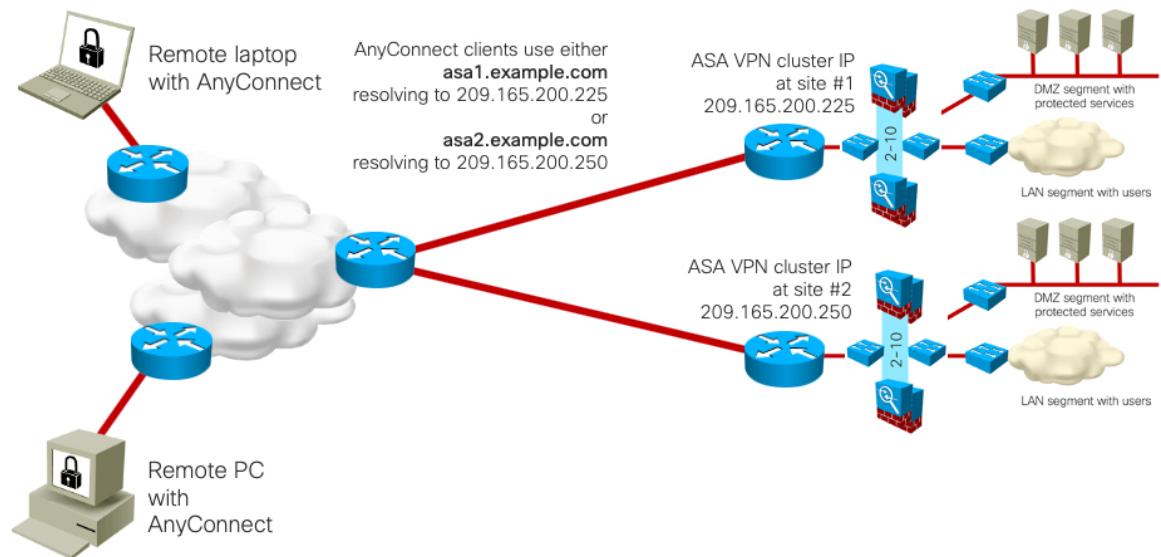 Remote laptop
with AnyConnect
AnyConnect clients use either
asa1.example.com
resolving to 209.165.200.225
or
asa2.example.com
resolving to 209.165.200.250
ASA VPN cluster IP
at site #1
209.165.200.225
2-10
DMZ segment with
protected services
LAN segment with users
ASA VPN cluster IP
at site #2
209.165.200.250
2-10
DMZ segment with
protected services
LAN segment with users
Remote PC
with
AnyConnect